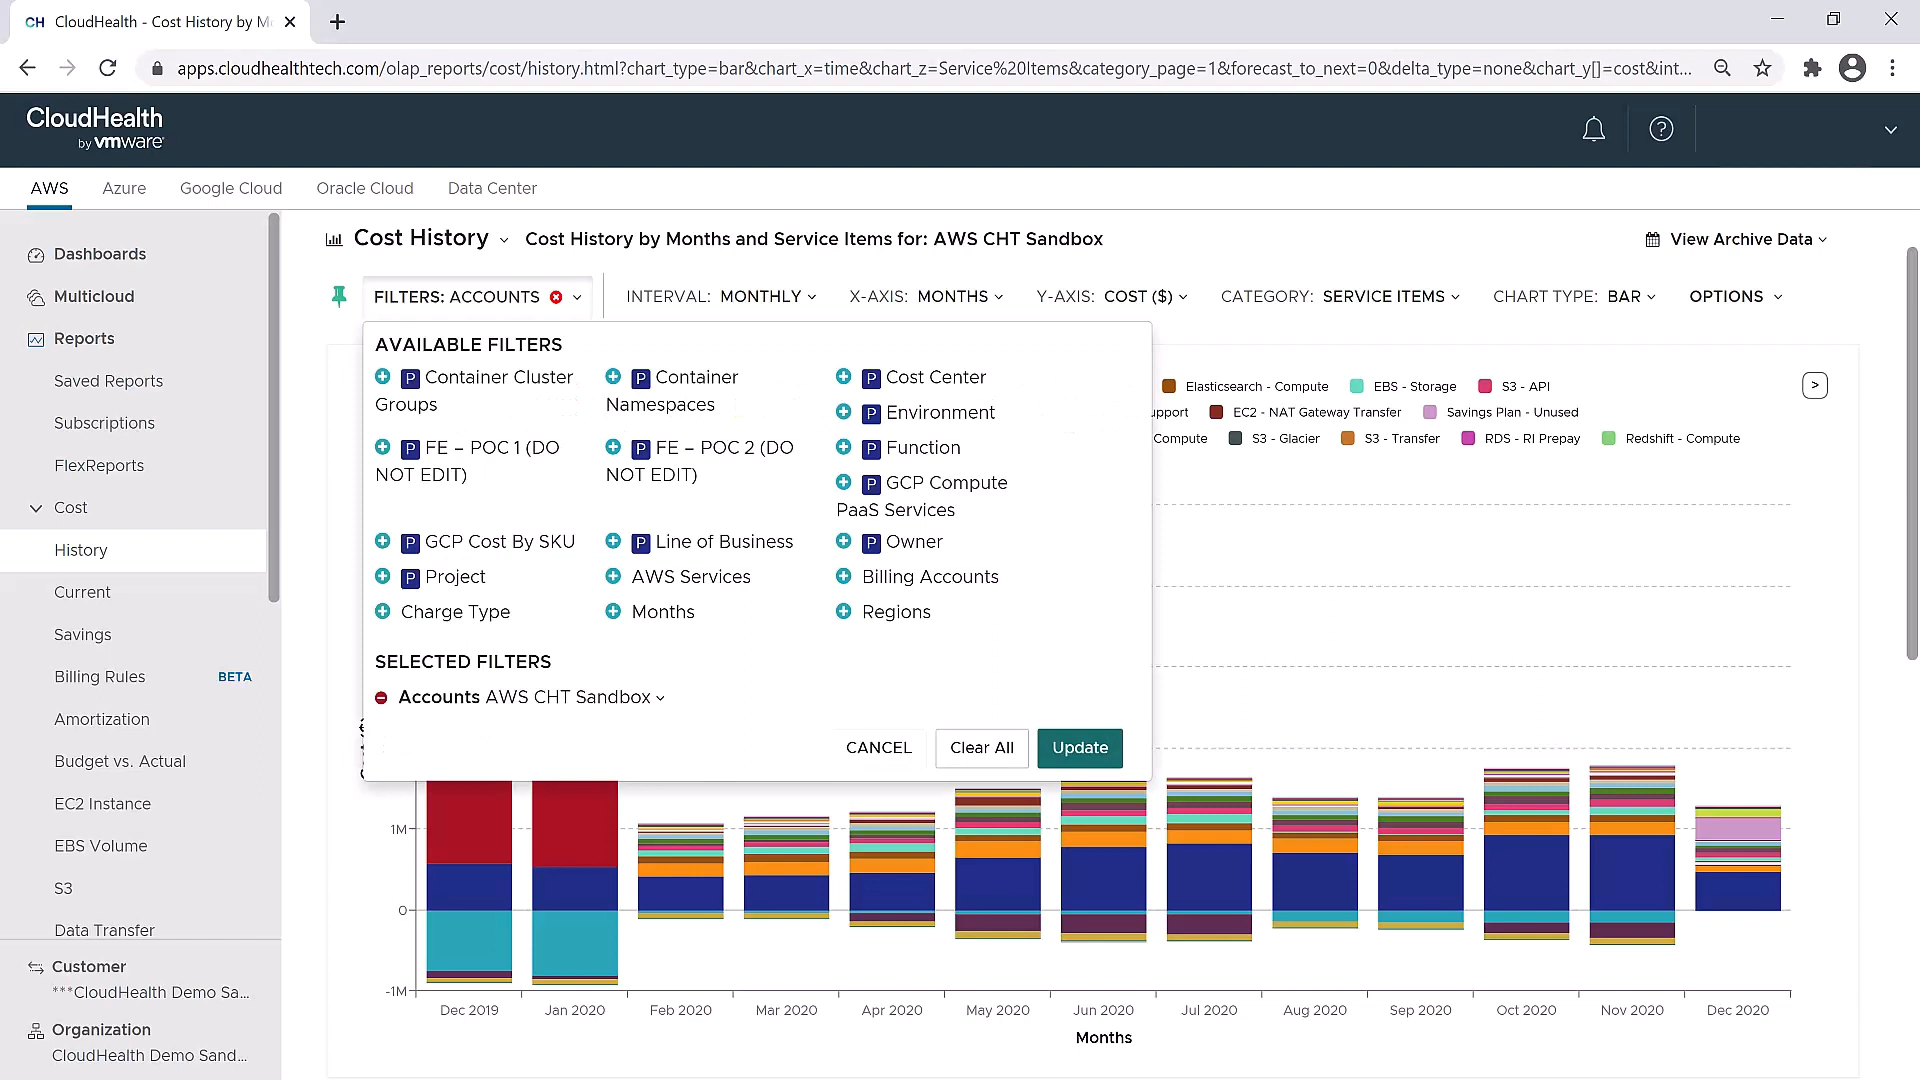 CH CloudHealth - Cost History by M
apps.cloudhealthtech.com/olap_reports/cost/history.html?chart_type=bar&chart_x=time&chart_z=Service%20Items&category_page=1&forecast_to_next=0&delta_type=none&chart_y[]=cost&int...
CloudHealth
by vmware
AWS Azure Google Cloud Oracle Cloud Data Center
Dashboards
Multicloud
Reports
Saved Reports
Subscriptions
FlexReports
Cost
History
Current
Savings
Billing Rules BETA
Amortization
Budget vs. Actual
EC2 Instance
EBS Volume
S3
Data Transfer
Customer
***CloudHealth Demo Sa...
Organization
CloudHealth Demo Sand...
Cost History Cost History by Months and Service Items for: AWS CHT Sandbox
View Archive Data
FILTERS: ACCOUNTS INTERVAL: MONTHLY X-AXIS: MONTHS Y-AXIS: COST ($) CATEGORY: SERVICE ITEMS CHART TYPE: BAR OPTIONS
AVAILABLE FILTERS
P Container Cluster Groups
P Container Namespaces
P Cost Center
P Environment
P FE – POC 1 (DO NOT EDIT)
P FE – POC 2 (DO NOT EDIT)
P Function
P GCP Compute PaaS Services
P GCP Cost By SKU
P Line of Business
P Owner
P Project
AWS Services
Billing Accounts
Charge Type
Months
Regions
SELECTED FILTERS
Accounts AWS CHT Sandbox
CANCEL Clear All Update
Elasticsearch - Compute EBS - Storage S3 - API
upport EC2 - NAT Gateway Transfer Savings Plan - Unused
Compute S3 - Glacier S3 - Transfer RDS - RI Prepay Redshift - Compute
>
1M
0
-1M
Dec 2019 Jan 2020 Feb 2020 Mar 2020 Apr 2020 May 2020 Jun 2020 Jul 2020 Aug 2020 Sep 2020 Oct 2020 Nov 2020 Dec 2020
Months